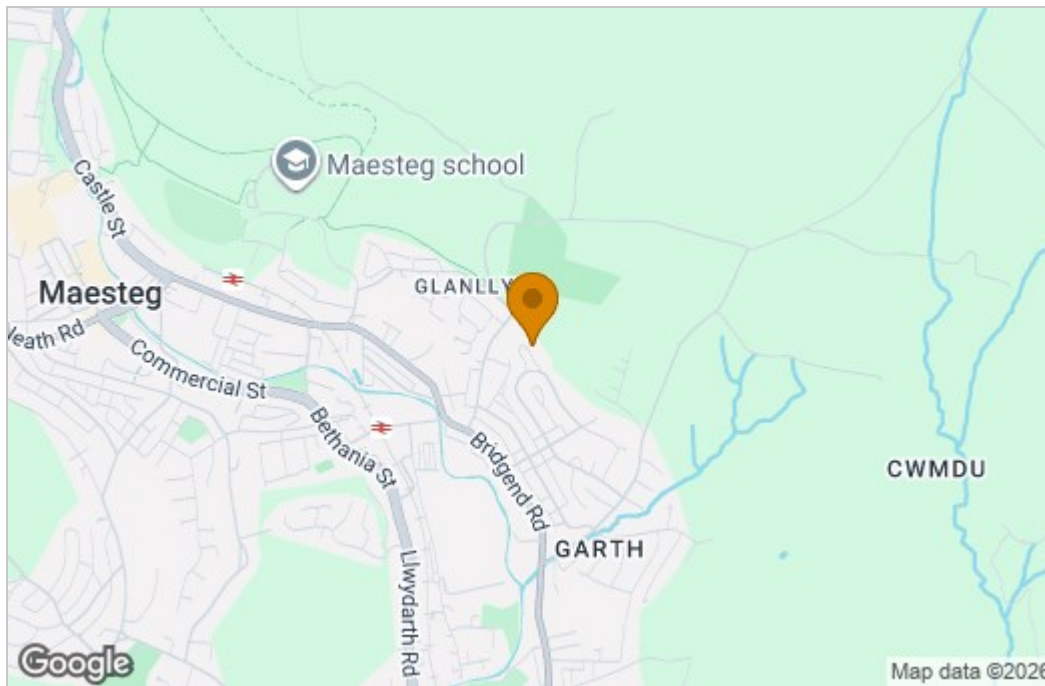 Maesteg school
Castle St
GLANLLY
Maesteg
Neath Rd
Commercial St
Bethania St
Bridgend Rd
CWMDU
GARTH
Llwydarth Rd
Google
Map data ©2026